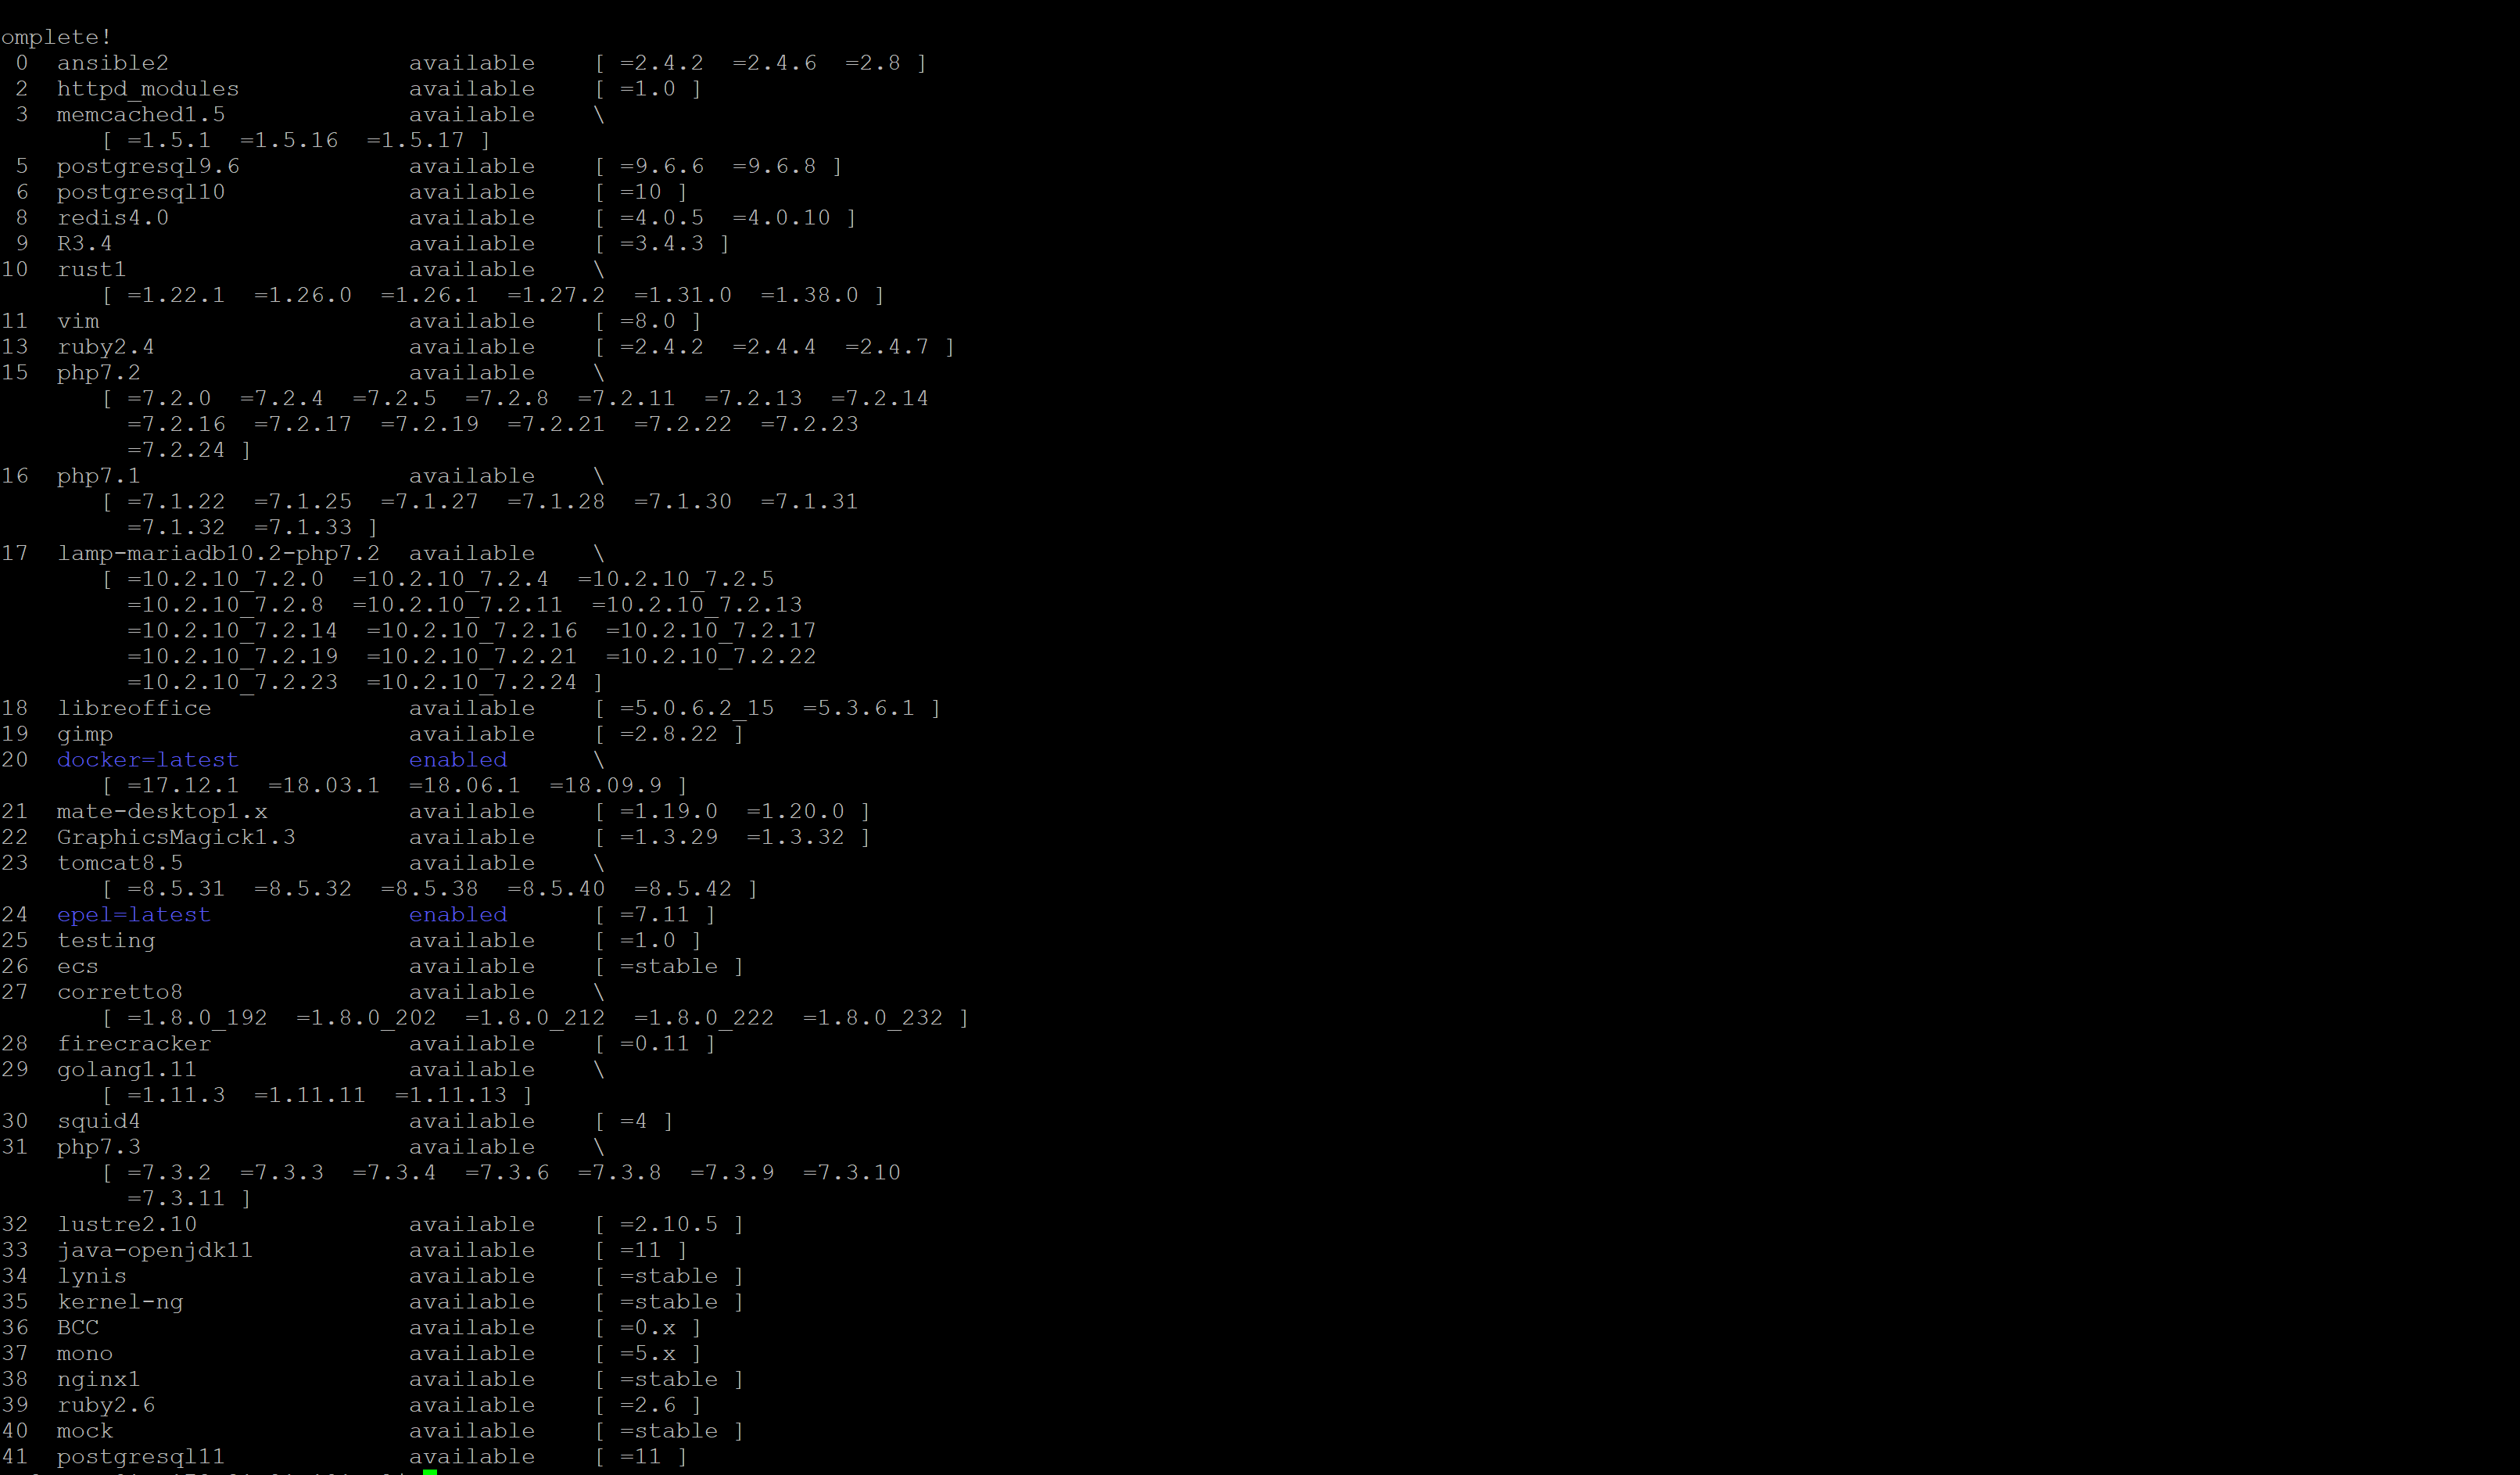 omplete!
0 ansible2 available [ =2.4.2 =2.4.6 =2.8 ]
2 httpd_modules available [ =1.0 ]
3 memcached1.5 available \
[ =1.5.1 =1.5.16 =1.5.17 ]
5 postgresql9.6 available [ =9.6.6 =9.6.8 ]
6 postgresql10 available [ =10 ]
8 redis4.0 available [ =4.0.5 =4.0.10 ]
9 R3.4 available [ =3.4.3 ]
10 rust1 available \
[ =1.22.1 =1.26.0 =1.26.1 =1.27.2 =1.31.0 =1.38.0 ]
11 vim available [ =8.0 ]
13 ruby2.4 available [ =2.4.2 =2.4.4 =2.4.7 ]
15 php7.2 available \
[ =7.2.0 =7.2.4 =7.2.5 =7.2.8 =7.2.11 =7.2.13 =7.2.14
=7.2.16 =7.2.17 =7.2.19 =7.2.21 =7.2.22 =7.2.23
=7.2.24 ]
16 php7.1 available \
[ =7.1.22 =7.1.25 =7.1.27 =7.1.28 =7.1.30 =7.1.31
=7.1.32 =7.1.33 ]
17 lamp-mariadb10.2-php7.2 available \
[ =10.2.10_7.2.0 =10.2.10_7.2.4 =10.2.10_7.2.5
=10.2.10_7.2.8 =10.2.10_7.2.11 =10.2.10_7.2.13
=10.2.10_7.2.14 =10.2.10_7.2.16 =10.2.10_7.2.17
=10.2.10_7.2.19 =10.2.10_7.2.21 =10.2.10_7.2.22
=10.2.10_7.2.23 =10.2.10_7.2.24 ]
18 libreoffice available [ =5.0.6.2_15 =5.3.6.1 ]
19 gimp available [ =2.8.22 ]
20 docker=latest enabled \
[ =17.12.1 =18.03.1 =18.06.1 =18.09.9 ]
21 mate-desktop1.x available [ =1.19.0 =1.20.0 ]
22 GraphicsMagick1.3 available [ =1.3.29 =1.3.32 ]
23 tomcat8.5 available \
[ =8.5.31 =8.5.32 =8.5.38 =8.5.40 =8.5.42 ]
24 epel=latest enabled [ =7.11 ]
25 testing available [ =1.0 ]
26 ecs available [ =stable ]
27 corretto8 available \
[ =1.8.0_192 =1.8.0_202 =1.8.0_212 =1.8.0_222 =1.8.0_232 ]
28 firecracker available [ =0.11 ]
29 golang1.11 available \
[ =1.11.3 =1.11.11 =1.11.13 ]
30 squid4 available [ =4 ]
31 php7.3 available \
[ =7.3.2 =7.3.3 =7.3.4 =7.3.6 =7.3.8 =7.3.9 =7.3.10
=7.3.11 ]
32 lustre2.10 available [ =2.10.5 ]
33 java-openjdk11 available [ =11 ]
34 lynis available [ =stable ]
35 kernel-ng available [ =stable ]
36 BCC available [ =0.x ]
37 mono available [ =5.x ]
38 nginx1 available [ =stable ]
39 ruby2.6 available [ =2.6 ]
40 mock available [ =stable ]
41 postgresql11 available [ =11 ]